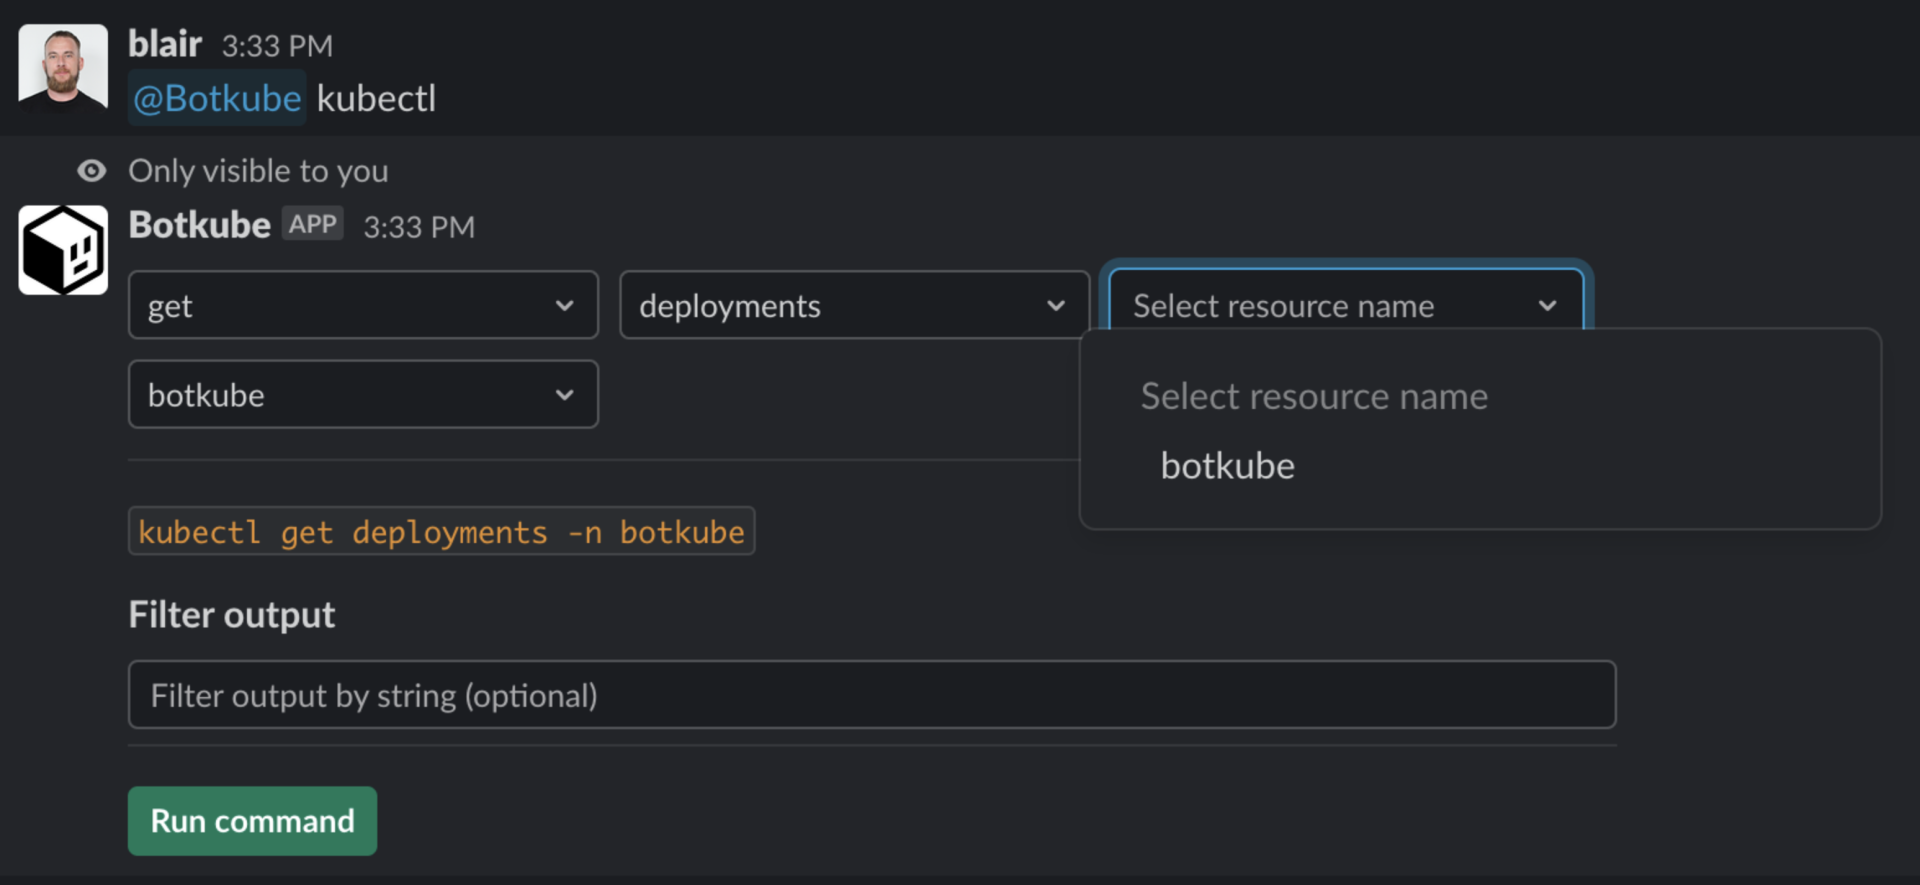 blair 3:33 PM
@Botkube kubectl
Only visible to you
Botkube APP 3:33 PM
get deployments Select resource name
botkube
Select resource name
botkube
kubectl get deployments -n botkube
Filter output
Filter output by string (optional)
Run command